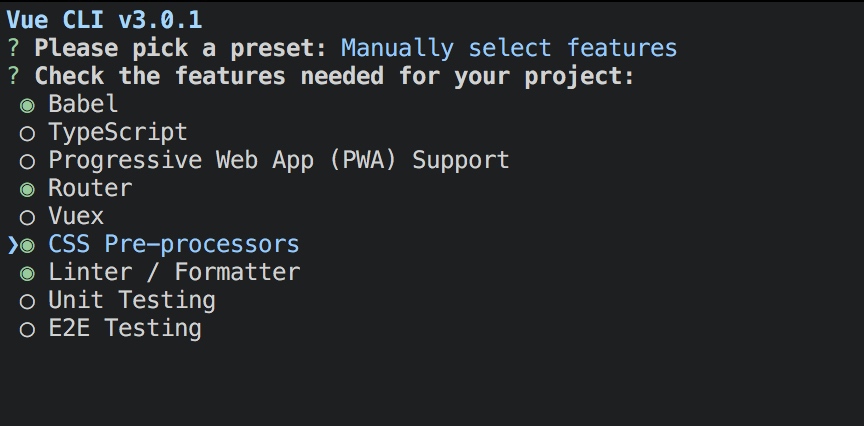 Vue CLI v3.0.1
? Please pick a preset: Manually select features
? Check the features needed for your project:
◉ Babel
◯ TypeScript
◯ Progressive Web App (PWA) Support
◉ Router
◯ Vuex
❯◉ CSS Pre-processors
◉ Linter / Formatter
◯ Unit Testing
◯ E2E Testing